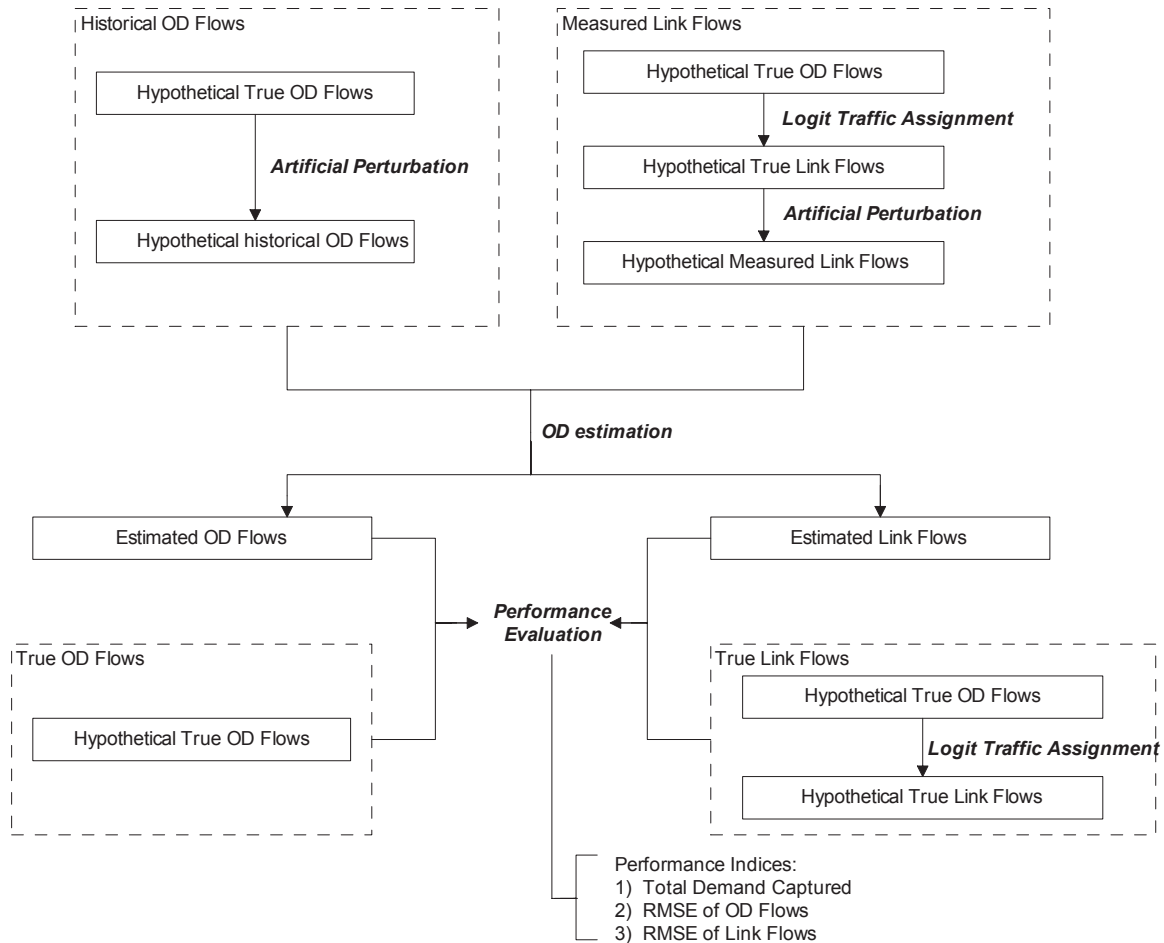 Historical OD Flows
Hypothetical True OD Flows
Artificial Perturbation
Hypothetical historical OD Flows
Measured Link Flows
Hypothetical True OD Flows
Logit Traffic Assignment
Hypothetical True Link Flows
Artificial Perturbation
Hypothetical Measured Link Flows
OD estimation
Estimated OD Flows
Estimated Link Flows
Performance
Evaluation
True OD Flows
Hypothetical True OD Flows
True Link Flows
Hypothetical True OD Flows
Logit Traffic Assignment
Hypothetical True Link Flows
Performance Indices:
1) Total Demand Captured
2) RMSE of OD Flows
3) RMSE of Link Flows